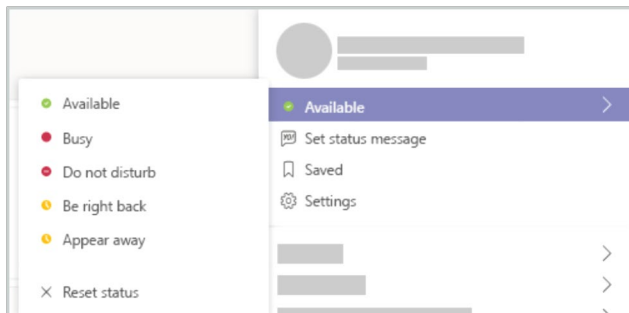 Available
Busy
Do not disturb
Be right back
Appear away
Reset status
Available
Set status message
Saved
Settings